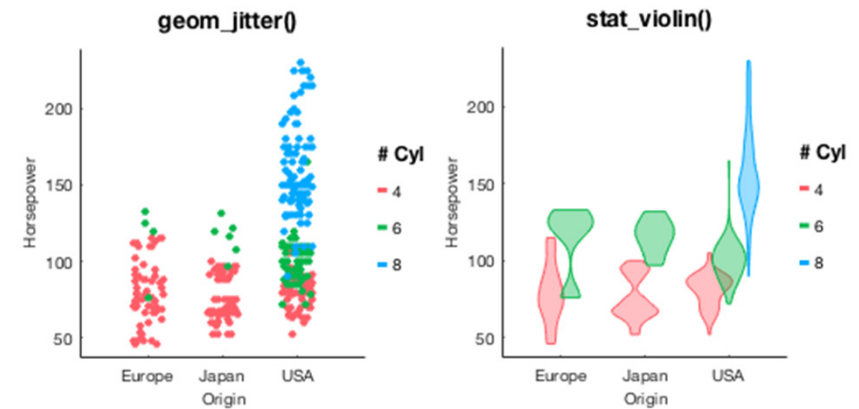 geom_jitter()
Horsepower
200
150
100
50
Europe Japan USA
Origin
# Cyl
4
6
8
stat_violin()
Horsepower
200
150
100
50
Europe Japan USA
Origin
# Cyl
4
6
8